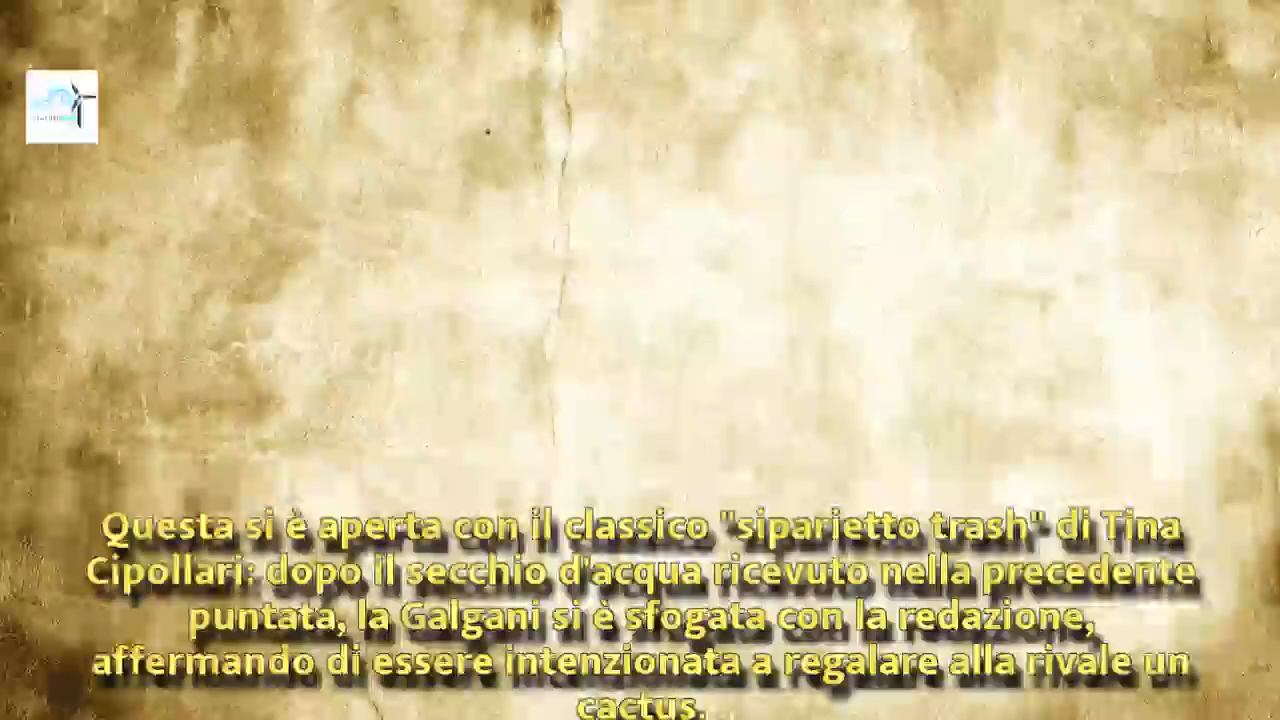 Questa si è aperta con il classico "siparietto trash" di Tina
Cipollari: dopo il secchio d'acqua ricevuto nella precedente
puntata, la Galgani si è sfogata con la redazione,
affermando di essere intenzionata a regalare alla rivale un
cactus.